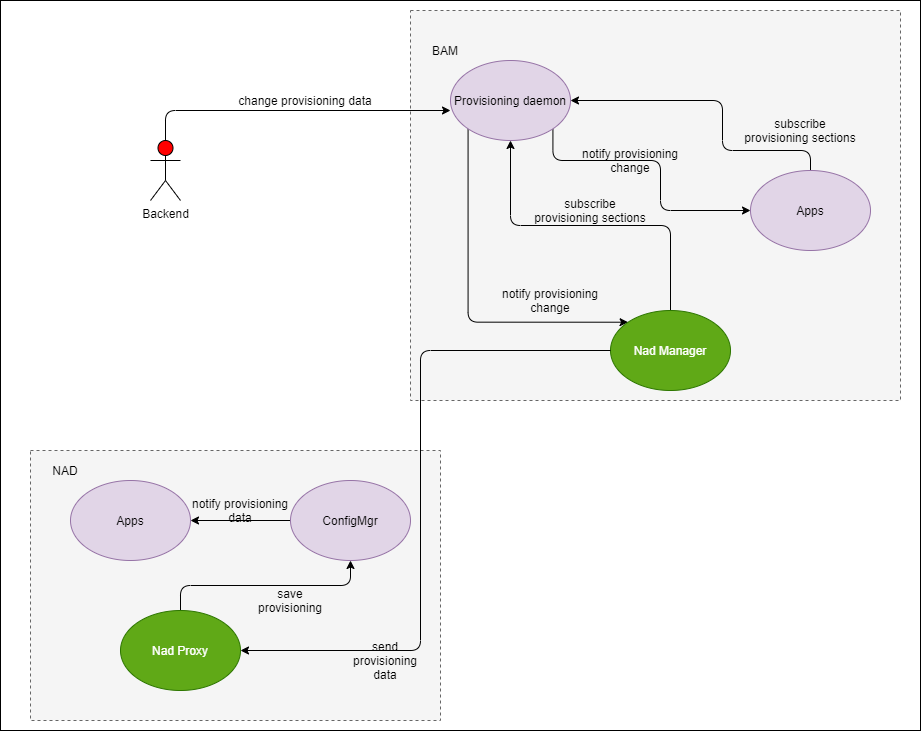 BAM
change provisioning data
Provisioning daemon
subscribe
provisioning sections
notify provisioning
change
subscribe
provisioning sections
Apps
Backend
notify provisioning
change
Nad Manager
NAD
notify provisioning
data
Apps
ConfigMgr
save
provisioning
Nad Proxy
send
provisioning
data